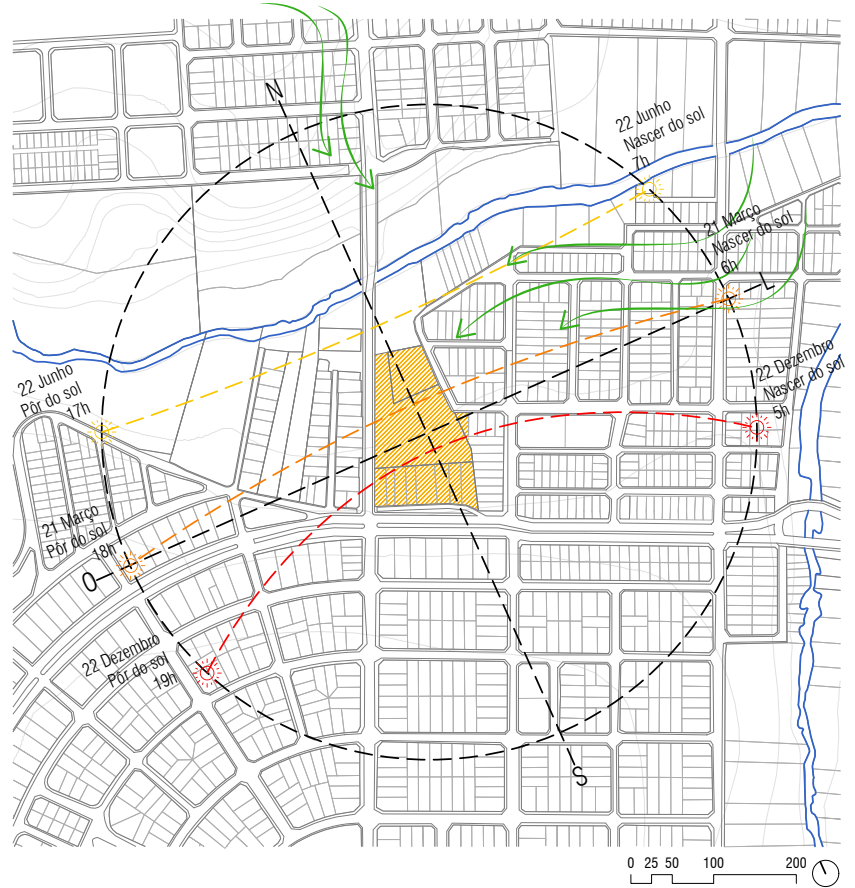 N
22 Junho
Nascer do sol
7h
21 Março
Nascer do sol
6h
L
22 Dezembro
Nascer do sol
5h
22 Junho
Pôr do sol
17h
21 Março
Pôr do sol
18h
O
22 Dezembro
Pôr do sol
19h
S
0 25 50 100 200